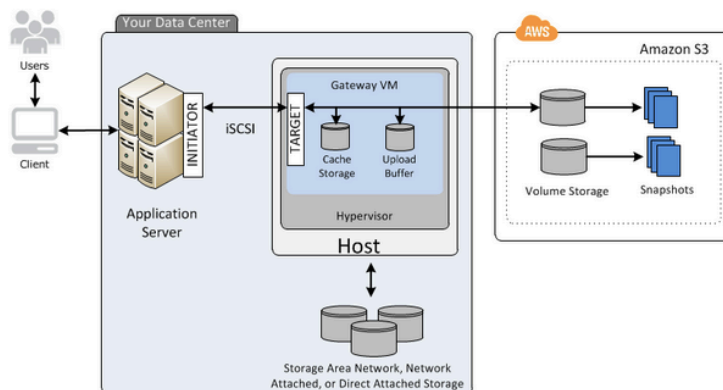 Your Data Center
Users
Client
Application
Server
INITIATOR
iSCSI
TARGET
Gateway VM
Cache
Storage
Upload
Buffer
Hypervisor
Host
Storage Area Network, Network
Attached, or Direct Attached Storage
AWS
Amazon S3
Volume Storage
Snapshots